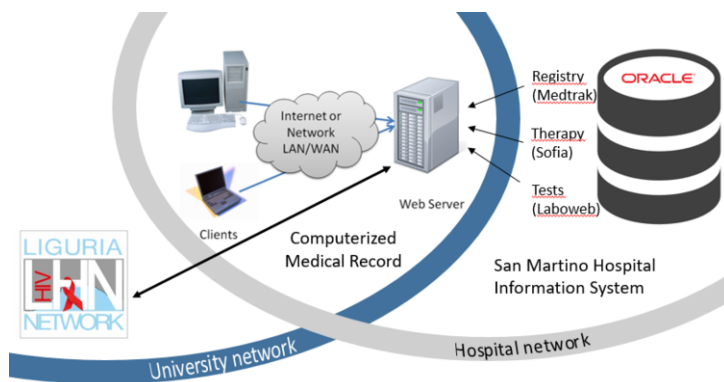 Internet or
Network
LAN/WAN
Clients
Web Server
Registry
(Medtrak)
Therapy
(Sofia)
Tests
(Laboweb)
ORACLE
Computerized
Medical Record
San Martino Hospital
Information System
LIGURIA
HIV
LHN
NETWORK
University network
Hospital network